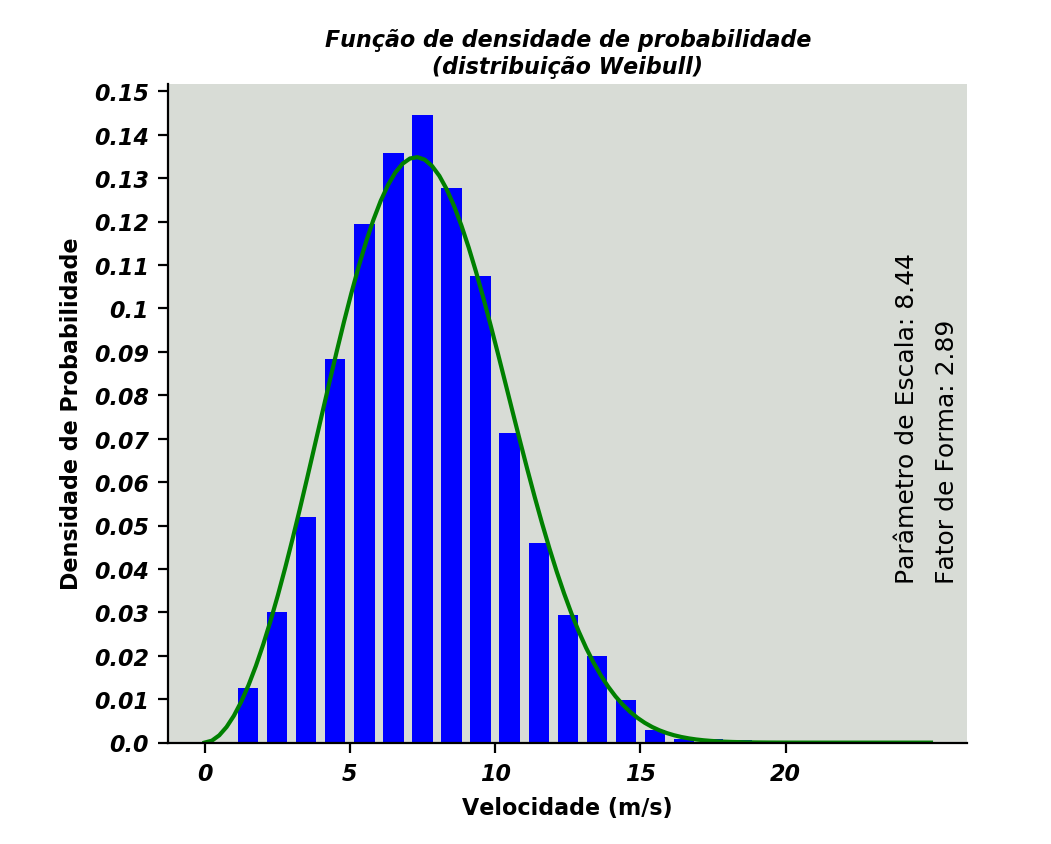 Função de densidade de probabilidade
(distribuição Weibull)
0.15
0.14
0.13
0.12
0.11
0.1
0.09
0.08
0.07
0.06
0.05
0.04
0.03
0.02
0.01
0.0
Densidade de Probabilidade
0 5 10 15 20
Velocidade (m/s)
Parâmetro de Escala: 8.44
Fator de Forma: 2.89